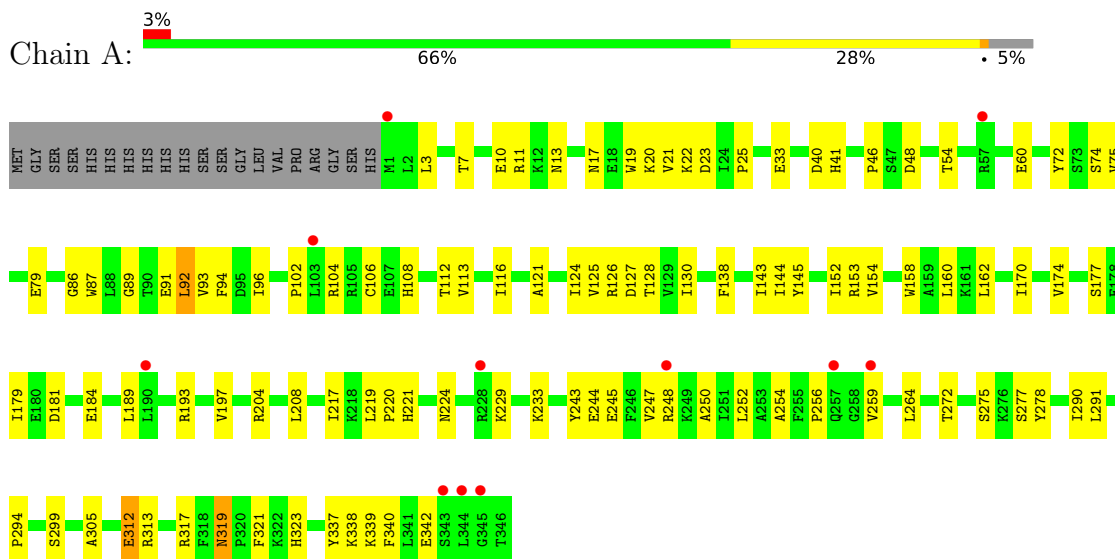 3%
Chain A:
66% 28% • 5%
MET GLY SER SER HIS HIS HIS HIS HIS HIS SER SER GLY LEU VAL PRO ARG GLY SER HIS M1 L2 L3 T7 E10 R11 K12 N13 N17 E18 W19 K20 V21 K22 D23 I24 P25 E33 D40 H41 P46 S47 D48 T54 R57 E60 Y72 S73 S74 V75
E79 G86 W87 L88 G89 T90 E91 L92 V93 F94 D95 I96 P102 L103 R104 R105 C106 E107 H108 T112 V113 I116 A121 I124 V125 R126 D127 T128 V129 I130 F138 I143 I144 Y145 I152 R153 V154 W158 A159 L160 K161 L162 I170 V174 S177 E178
I179 E180 D181 E184 L189 L190 R193 V197 R204 L208 I217 K218 L219 P220 H221 N224 R228 K229 K233 Y243 E244 E245 F246 V247 R248 K249 A250 I251 L252 A253 A254 F255 P256 Q257 G258 V259 L264 T272 S275 K276 S277 Y278 I290 L291
P294 S299 A305 E312 R313 R317 F318 N319 P320 F321 K322 H323 Y337 K338 K339 F340 L341 E342 S343 L344 G345 T346